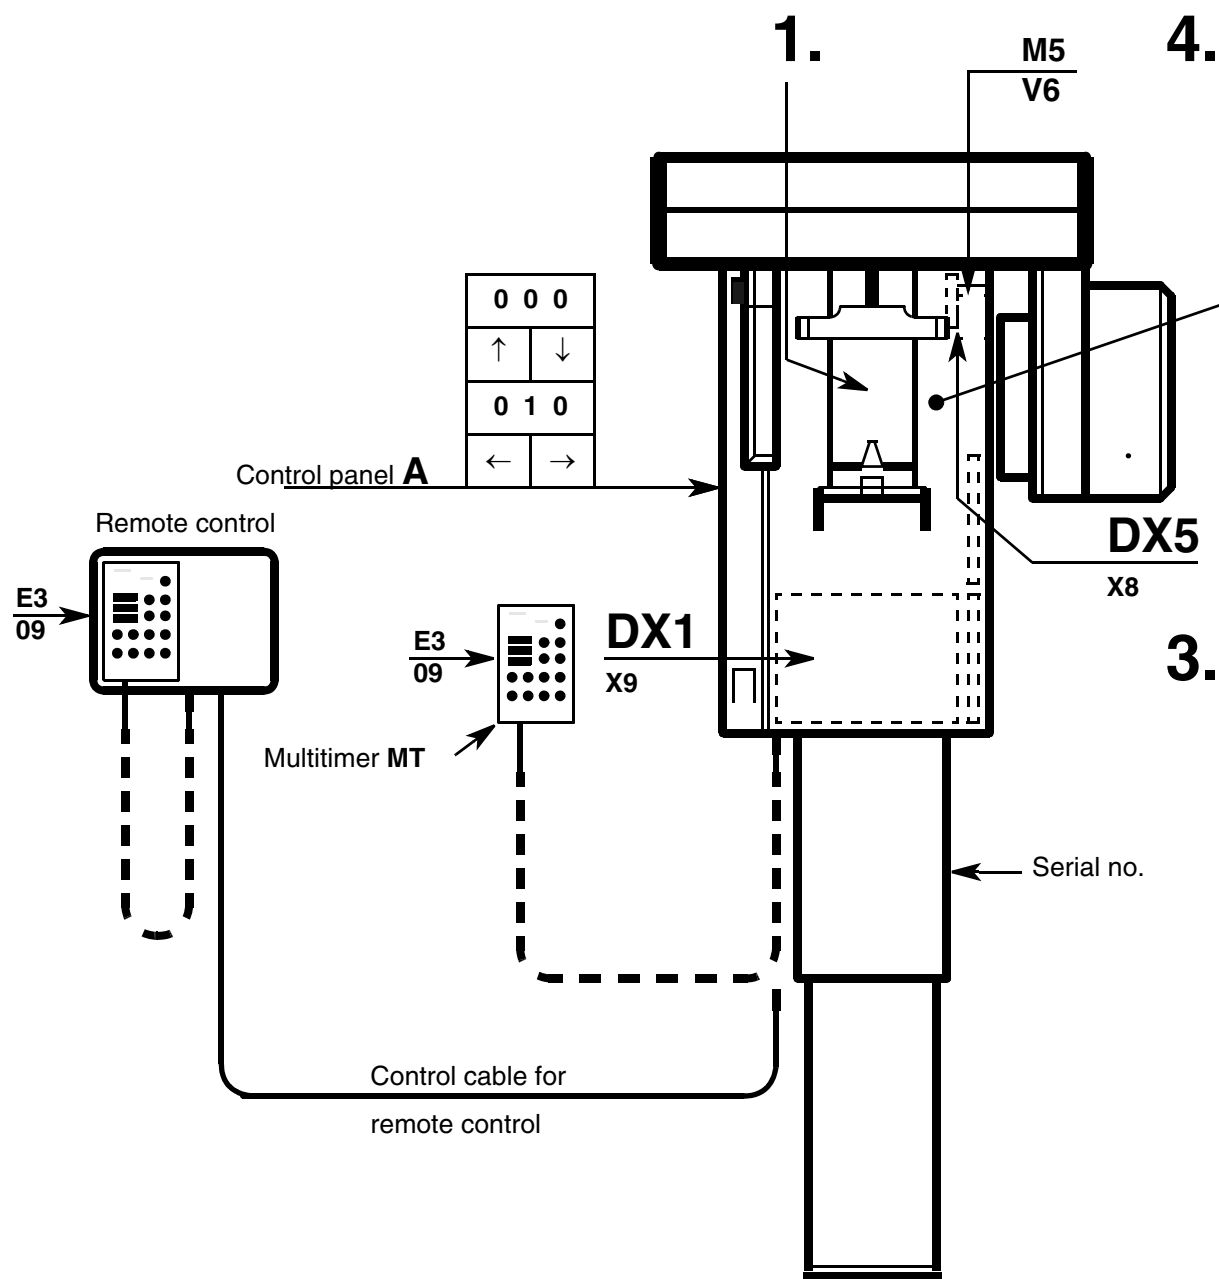 1.
4.
M5
V6
0 0 0
↑ ↓
0 1 0
← →
Control panel A
Remote control
DX5
X8
E3
09
E3
09
DX1
X9
3.
Multitimer MT
Serial no.
Control cable for
remote control